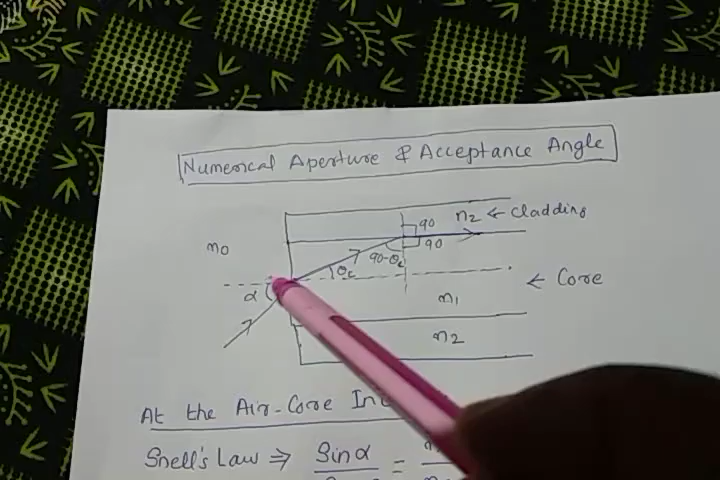 Numerical Aperture & Acceptance Angle
n2 ← cladding
90
n0
90
90-θc
θc
α
n1
← Core
n2
At the Air-Core
Snell's Law ⇒ Sinα
=